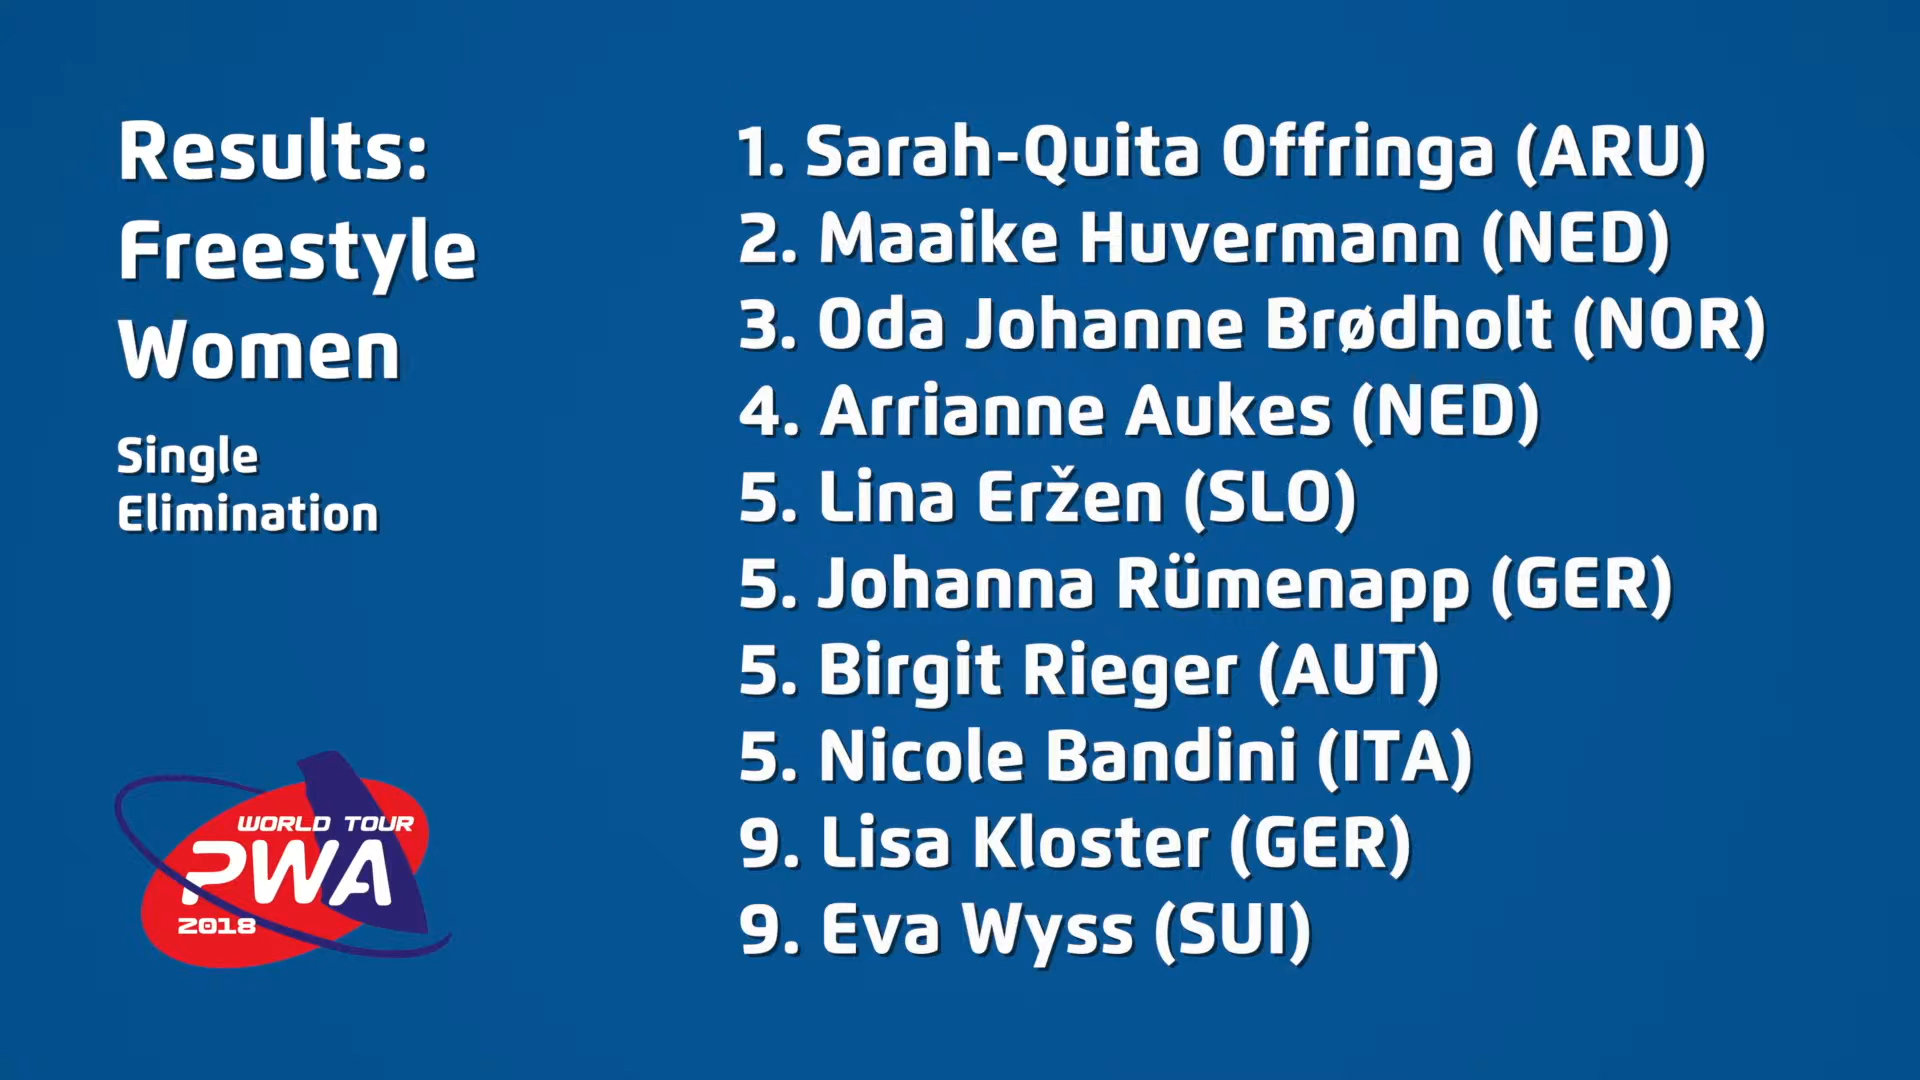 Results:
Freestyle
Women
Single
Elimination
1. Sarah-Quita Offringa (ARU)
2. Maaike Huvermann (NED)
3. Oda Johanne Brødholt (NOR)
4. Arrianne Aukes (NED)
5. Lina Eržen (SLO)
5. Johanna Rümenapp (GER)
5. Birgit Rieger (AUT)
5. Nicole Bandini (ITA)
9. Lisa Kloster (GER)
9. Eva Wyss (SUI)
WORLD TOUR
PWA
2018